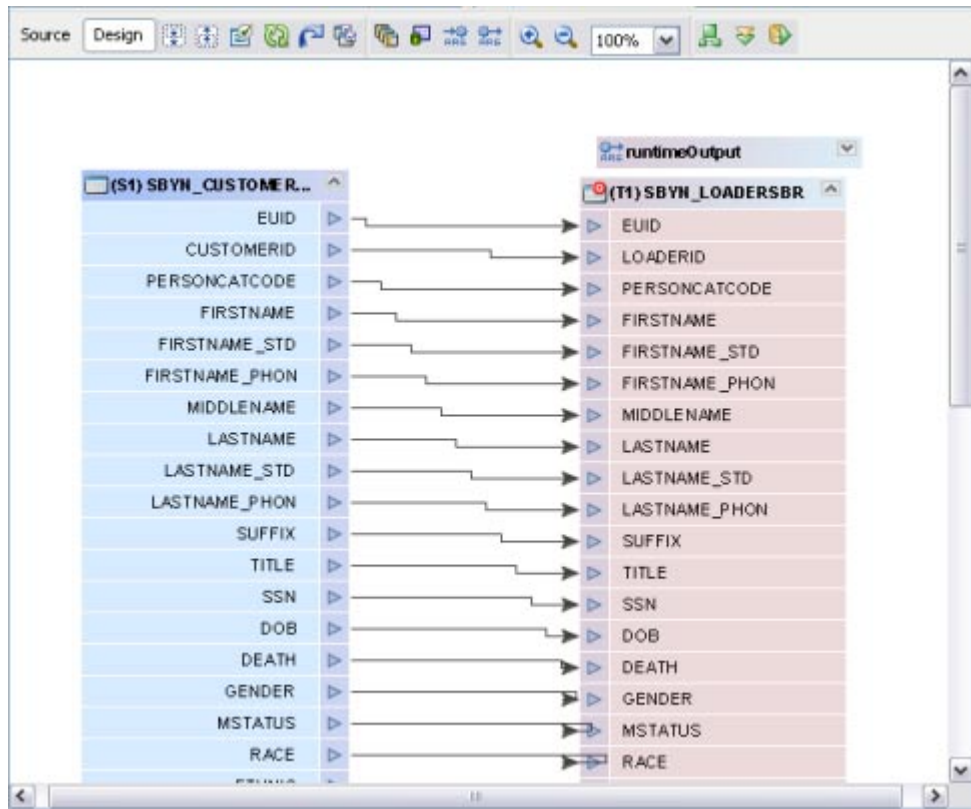 Source Design 100%
runtimeOutput
(S1) SBYN_CUSTOMER...
(T1) SBYN_LOADERSBR
EUID EUID
CUSTOMERID LOADERID
PERSONCATCODE PERSONCATCODE
FIRSTNAME FIRSTNAME
FIRSTNAME_STD FIRSTNAME_STD
FIRSTNAME_PHON FIRSTNAME_PHON
MIDDLENAME MIDDLENAME
LASTNAME LASTNAME
LASTNAME_STD LASTNAME_STD
LASTNAME_PHON LASTNAME_PHON
SUFFIX SUFFIX
TITLE TITLE
SSN SSN
DOB DOB
DEATH DEATH
GENDER GENDER
MSTATUS MSTATUS
RACE RACE